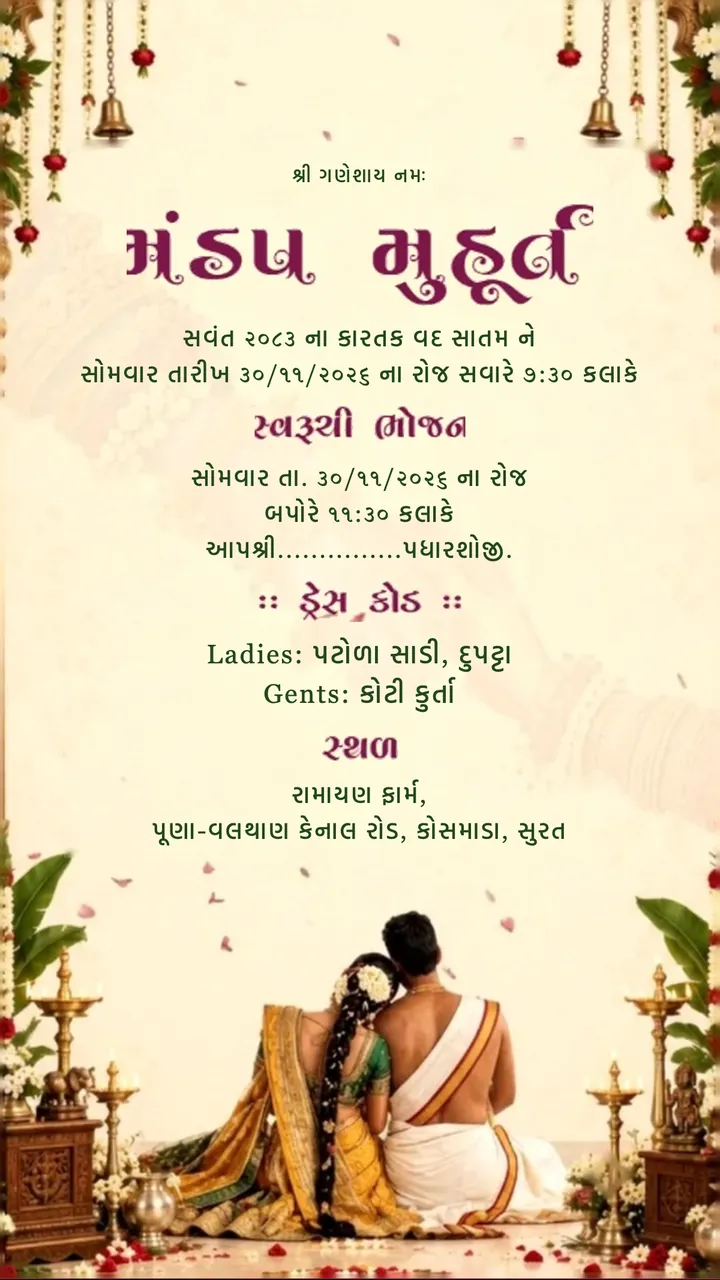 શ્રી ગણેશાય નમઃ
મંડપ મુહૂર્ત
સવંત ૨૦૮૩ ના કારતક વદ સાતમ ને
સોમવાર તારીખ ૩૦/૧૧/૨૦૨૬ ના રોજ સવારે ૭:૩૦ કલાકે
સ્વરૂચી ભોજન
સોમવાર તા. ૩૦/૧૧/૨૦૨૬ ના રોજ
બપોરે ૧૧:૩૦ કલાકે
આપશ્રી...............પધારશોજી.
:: ડ્રેસ કોડ ::
Ladies: પટોળા સાડી, દુપટ્ટા
Gents: કોટી કુર્તા
સ્થળ
રામાયણ ફાર્મ,
પૂણા-વલથાણ કેનાલ રોડ, કોસમાડા, સુરત